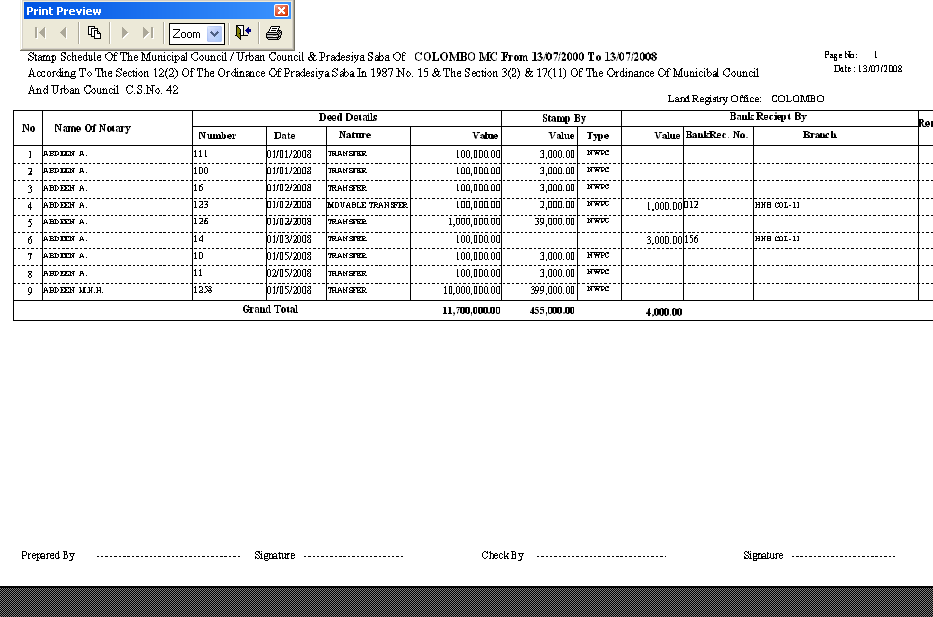 Print Preview
Zoom
Stamp Schedule Of The Municipal Council / Urban Council & Pradesiya Saba Of COLOMBO MC From 13/07/2000 To 13/07/2008 Page No: 1
According To The Section 12(2) Of The Ordinance Of Pradesiya Saba In 1987 No. 15 & The Section 3(2) & 17(11) Of The Ordinance Of Municibal Council Date : 13/07/2008
And Urban Council C.S.No. 42
Land Registry Office: COLOMBO
No Name Of Notary Deed Details Stamp By Bank Reciept By
Number Date Nature Value Value Type Value BankRec. No. Branch
1 ABDEEN A. 111 01/01/2008 TRANSFER 100,000.00 3,000.00 NWPC
2 ABDEEN A. 100 01/01/2008 TRANSFER 100,000.00 3,000.00 NWPC
3 ABDEEN A. 16 01/02/2008 TRANSFER 100,000.00 3,000.00 NWPC
4 ABDEEN A. 123 01/02/2008 MOVABLE TRANSFER 100,000.00 2,000.00 NWPC 1,000.00 012 HNB COL-11
5 ABDEEN A. 126 01/02/2008 TRANSFER 1,000,000.00 39,000.00 NWPC
6 ABDEEN A. 14 01/03/2008 TRANSFER 100,000.00 3,000.00 156 HNB COL-11
7 ABDEEN A. 10 01/05/2008 TRANSFER 100,000.00 3,000.00 NWPC
8 ABDEEN A. 11 02/05/2008 TRANSFER 100,000.00 3,000.00 NWPC
9 ABDEEN M.N.H. 1258 01/05/2008 TRANSFER 10,000,000.00 399,000.00 NWPC
Grand Total 11,700,000.00 455,000.00 4,000.00
Prepared By Signature Check By Signature